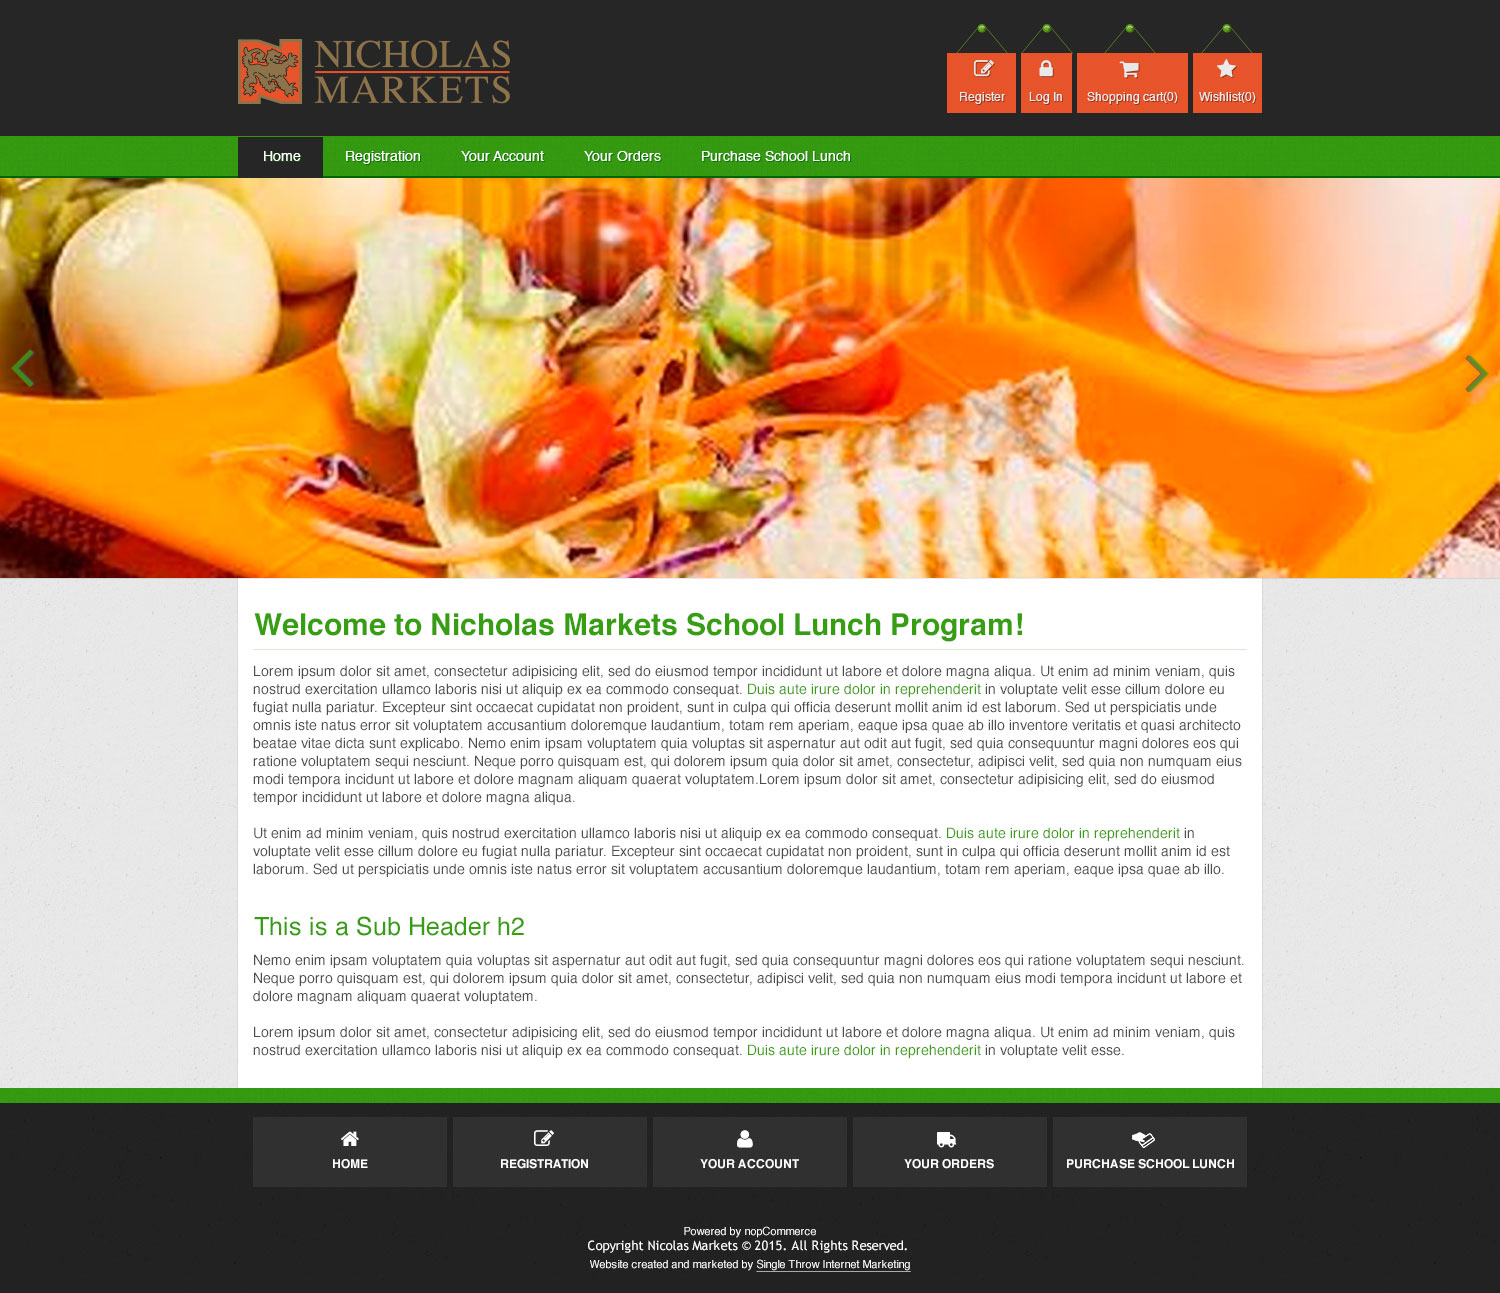 NICHOLAS
MARKETS
Register
Log In
Shopping cart(0)
Wishlist(0)
Home
Registration
Your Account
Your Orders
Purchase School Lunch
Welcome to Nicholas Markets School Lunch Program!
Lorem ipsum dolor sit amet, consectetur adipisicing elit, sed do eiusmod tempor incididunt ut labore et dolore magna aliqua. Ut enim ad minim veniam, quis
nostrud exercitation ullamco laboris nisi ut aliquip ex ea commodo consequat. Duis aute irure dolor in reprehenderit in voluptate velit esse cillum dolore eu
fugiat nulla pariatur. Excepteur sint occaecat cupidatat non proident, sunt in culpa qui officia deserunt mollit anim id est laborum. Sed ut perspiciatis unde
omnis iste natus error sit voluptatem accusantium doloremque laudantium, totam rem aperiam, eaque ipsa quae ab illo inventore veritatis et quasi architecto
beatae vitae dicta sunt explicabo. Nemo enim ipsam voluptatem quia voluptas sit aspernatur aut odit aut fugit, sed quia consequuntur magni dolores eos qui
ratione voluptatem sequi nesciunt. Neque porro quisquam est, qui dolorem ipsum quia dolor sit amet, consectetur, adipisci velit, sed quia non numquam eius
modi tempora incidunt ut labore et dolore magnam aliquam quaerat voluptatem.Lorem ipsum dolor sit amet, consectetur adipisicing elit, sed do eiusmod
tempor incididunt ut labore et dolore magna aliqua.
Ut enim ad minim veniam, quis nostrud exercitation ullamco laboris nisi ut aliquip ex ea commodo consequat. Duis aute irure dolor in reprehenderit in
voluptate velit esse cillum dolore eu fugiat nulla pariatur. Excepteur sint occaecat cupidatat non proident, sunt in culpa qui officia deserunt mollit anim id est
laborum. Sed ut perspiciatis unde omnis iste natus error sit voluptatem accusantium doloremque laudantium, totam rem aperiam, eaque ipsa quae ab illo.
This is a Sub Header h2
Nemo enim ipsam voluptatem quia voluptas sit aspernatur aut odit aut fugit, sed quia consequuntur magni dolores eos qui ratione voluptatem sequi nesciunt.
Neque porro quisquam est, qui dolorem ipsum quia dolor sit amet, consectetur, adipisci velit, sed quia non numquam eius modi tempora incidunt ut labore et
dolore magnam aliquam quaerat voluptatem.
Lorem ipsum dolor sit amet, consectetur adipisicing elit, sed do eiusmod tempor incididunt ut labore et dolore magna aliqua. Ut enim ad minim veniam, quis
nostrud exercitation ullamco laboris nisi ut aliquip ex ea commodo consequat. Duis aute irure dolor in reprehenderit in voluptate velit esse.
HOME
REGISTRATION
YOUR ACCOUNT
YOUR ORDERS
PURCHASE SCHOOL LUNCH
Powered by nopCommerce
Copyright Nicolas Markets © 2015. All Rights Reserved.
Website created and marketed by Single Throw Internet Marketing